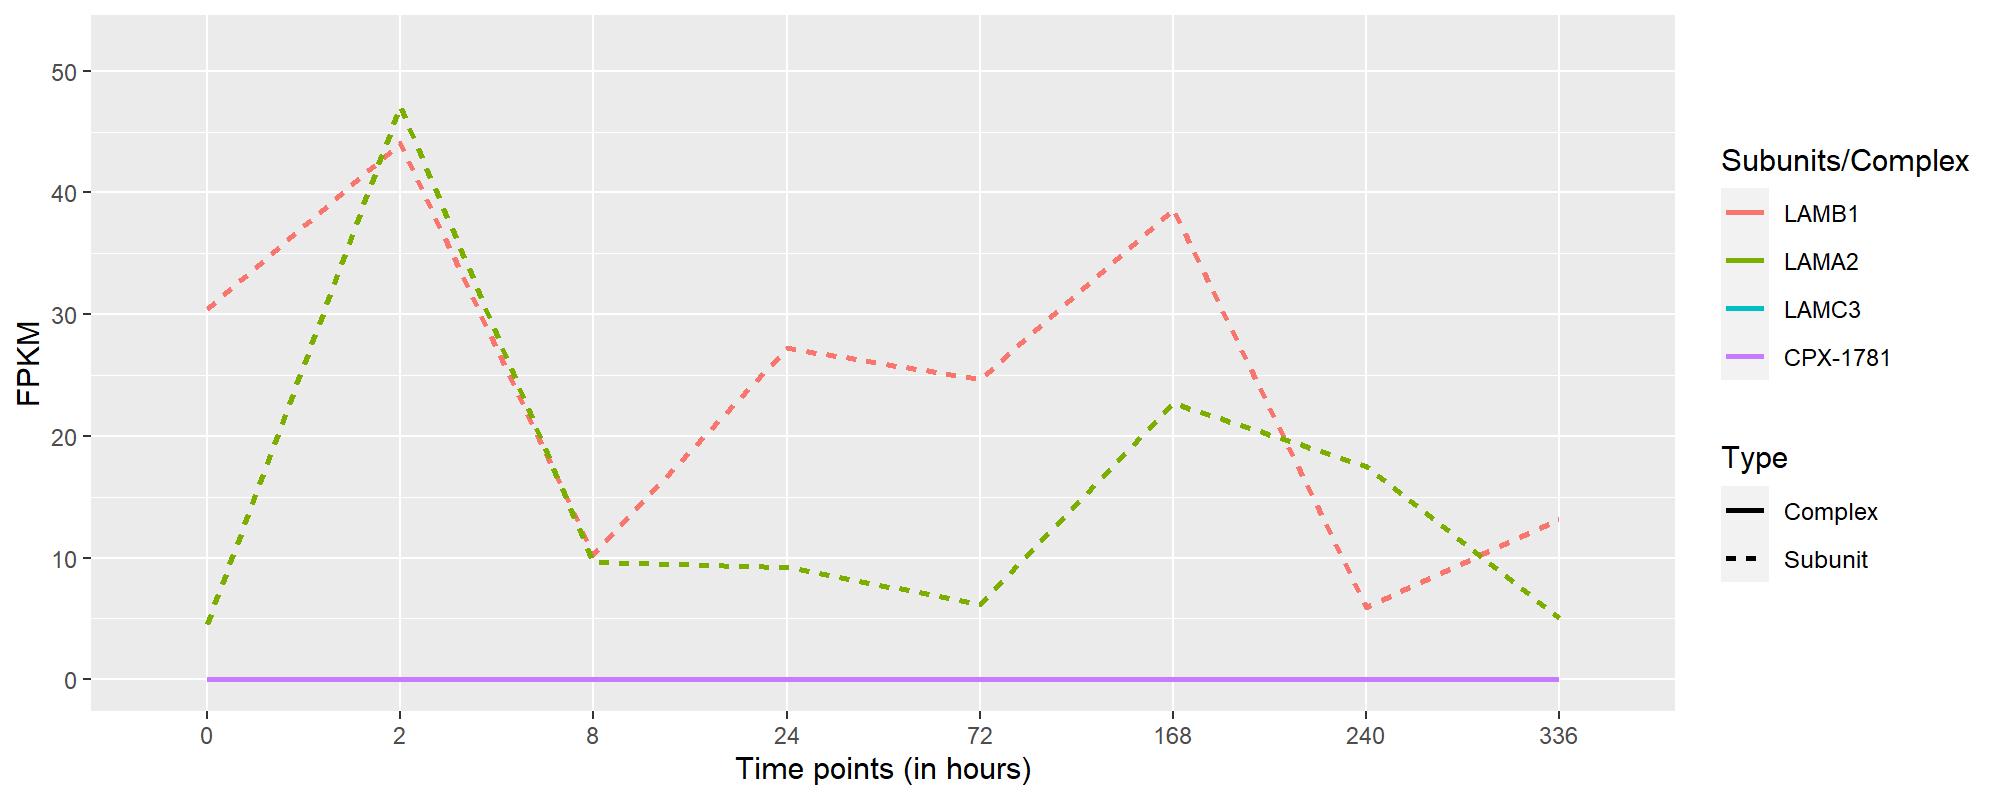 FPKM
50
40
30
20
10
0
0 2 8 24 72 168 240 336
Time points (in hours)
Subunits/Complex
LAMB1
LAMA2
LAMC3
CPX-1781
Type
Complex
Subunit